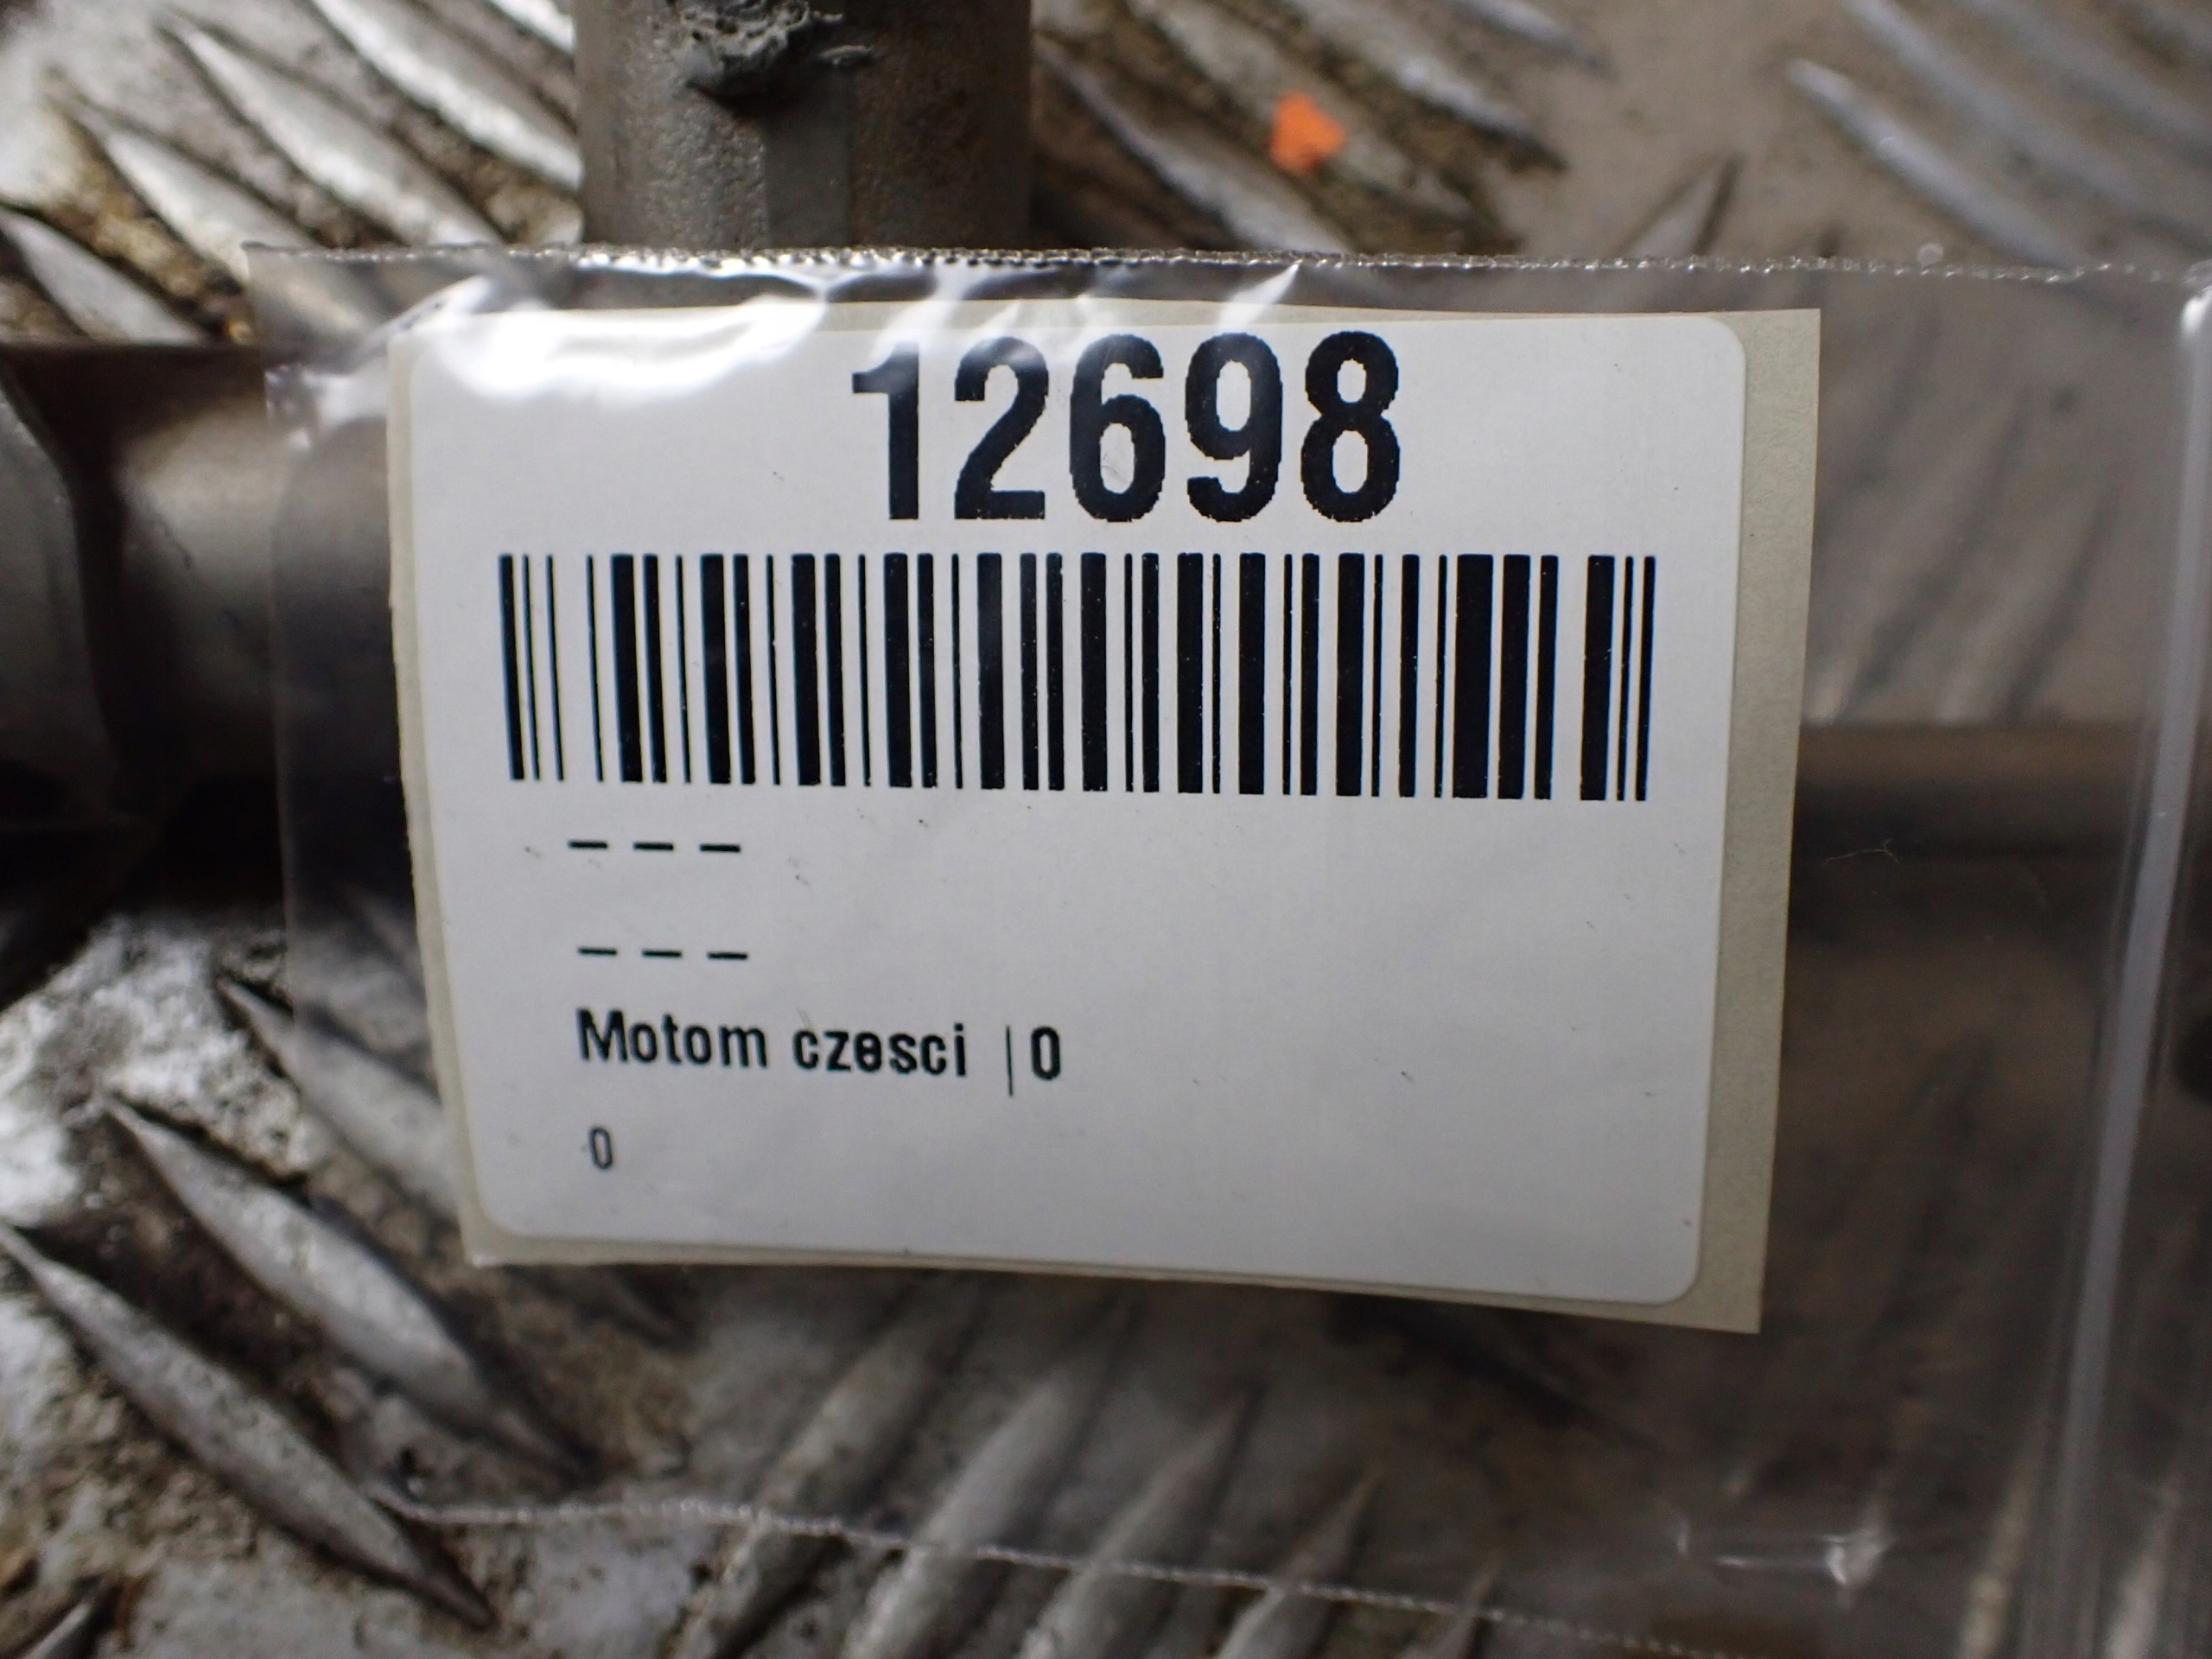 12698
– – –
– – –
Motom czesci |0
0